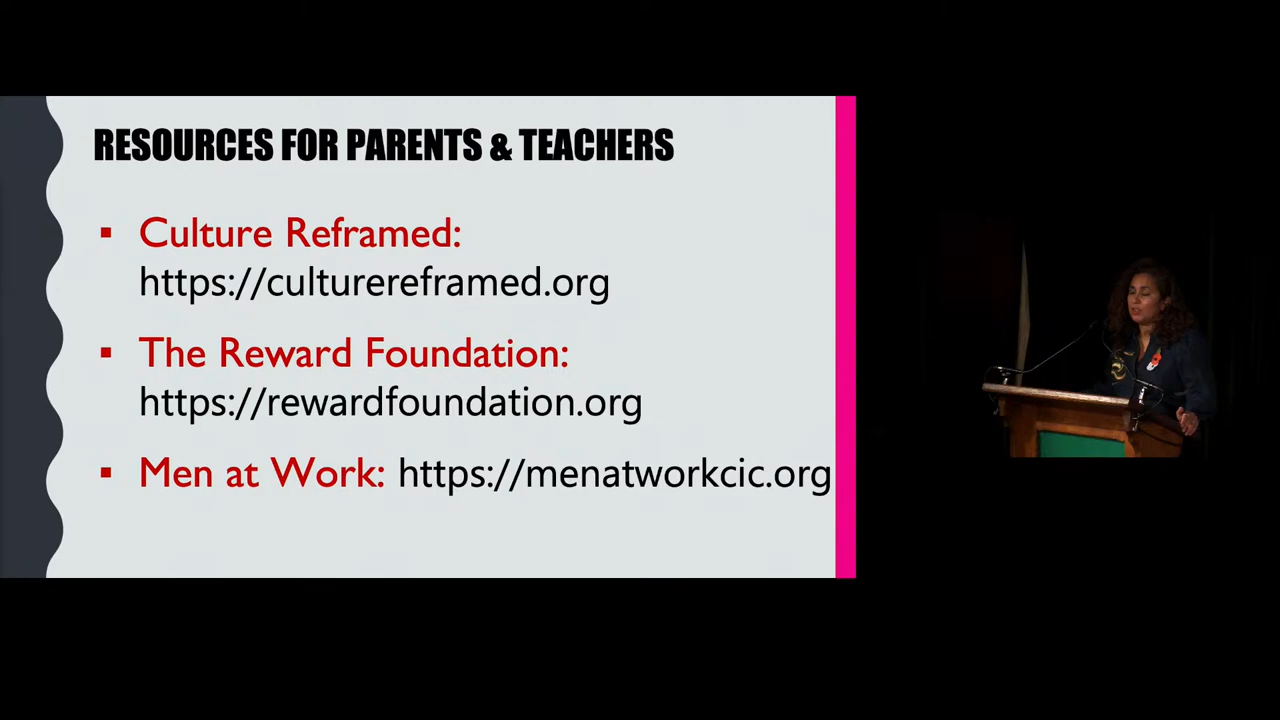 RESOURCES FOR PARENTS & TEACHERS
▪ Culture Reframed:
https://culturereframed.org
▪ The Reward Foundation:
https://rewardfoundation.org
▪ Men at Work: https://menatworkcic.org